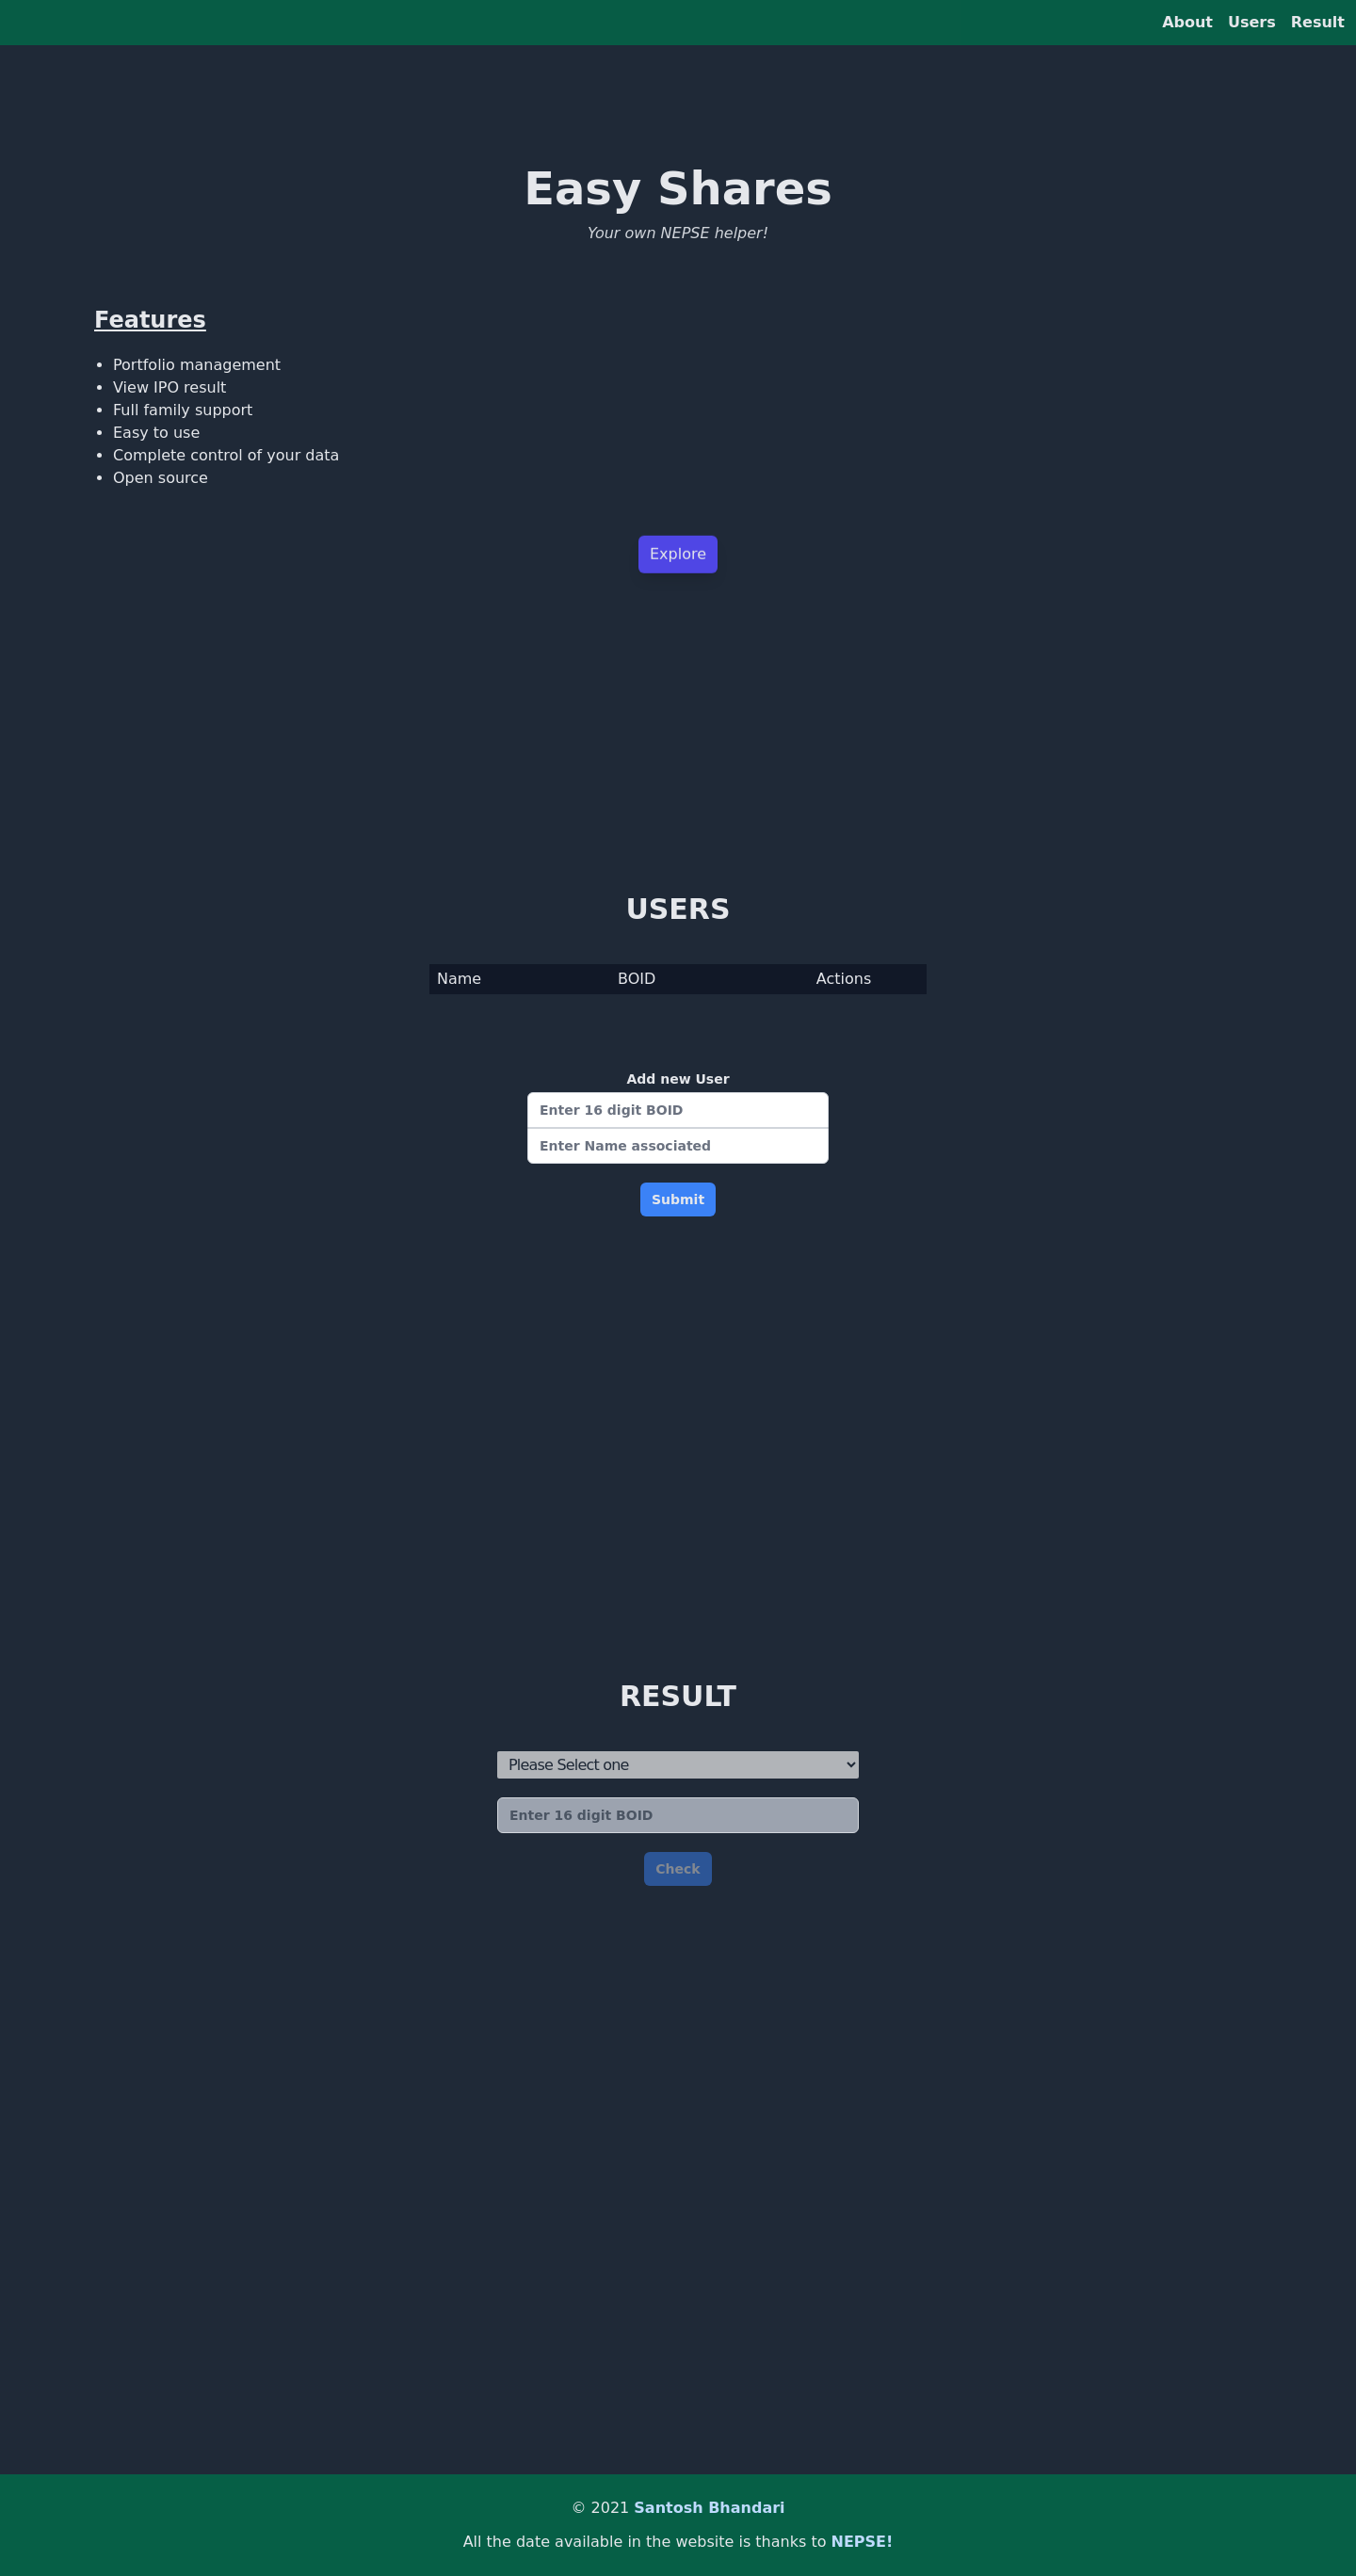 About Users Result
Easy Shares
Your own NEPSE helper!
Features
Portfolio management
View IPO result
Full family support
Easy to use
Complete control of your data
Open source
Explore
USERS
Name BOID Actions
Add new User
Enter 16 digit BOID
Enter Name associated
Submit
RESULT
Please Select one
Enter 16 digit BOID
Check
© 2021 Santosh Bhandari
All the date available in the website is thanks to NEPSE!